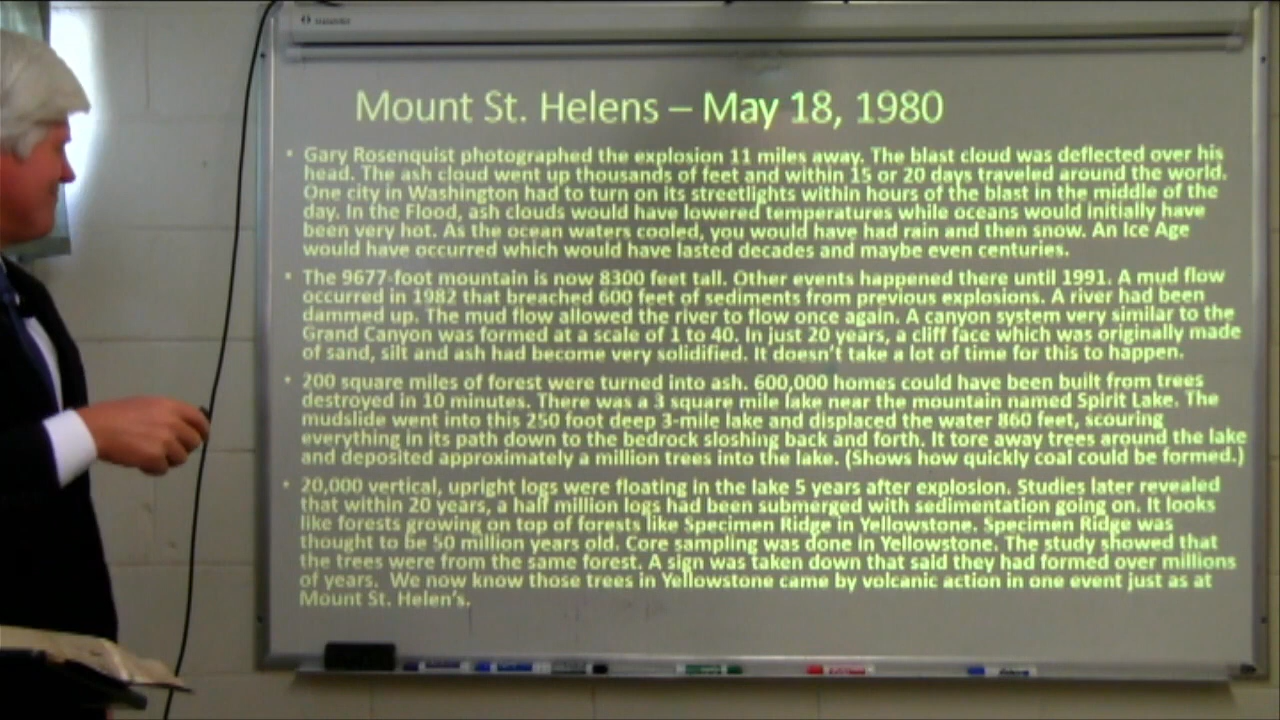 Mount St. Helens – May 18, 1980
• Gary Rosenquist photographed the explosion 11 miles away. The blast cloud was deflected over his
head. The ash cloud went up thousands of feet and within 15 or 20 days traveled around the world.
One city in Washington had to turn on its streetlights within hours of the blast in the middle of the
day. In the Flood, ash clouds would have lowered temperatures while oceans would initially have
been very hot. As the ocean waters cooled, you would have had rain and then snow. An Ice Age
would have occurred which would have lasted decades and maybe even centuries.
• The 9677-foot mountain is now 8300 feet tall. Other events happened there until 1991. A mud flow
occurred in 1982 that breached 600 feet of sediments from previous explosions. A river had been
dammed up. The mud flow allowed the river to flow once again. A canyon system very similar to the
Grand Canyon was formed at a scale of 1 to 40. In just 20 years, a cliff face which was originally made
of sand, silt and ash had become very solidified. It doesn't take a lot of time for this to happen.
• 200 square miles of forest were turned into ash. 600,000 homes could have been built from trees
destroyed in 10 minutes. There was a 3 square mile lake near the mountain named Spirit Lake. The
mudslide went into this 250 foot deep 3-mile lake and displaced the water 860 feet, scouring
everything in its path down to the bedrock sloshing back and forth. It tore away trees around the lake
and deposited approximately a million trees into the lake. (Shows how quickly coal could be formed.)
• 20,000 vertical, upright logs were floating in the lake 5 years after explosion. Studies later revealed
that within 20 years, a half million logs had been submerged with sedimentation going on. It looks
like forests growing on top of forests like Specimen Ridge in Yellowstone. Specimen Ridge was
thought to be 50 million years old. Core sampling was done in Yellowstone. The study showed that
the trees were from the same forest. A sign was taken down that said they had formed over millions
of years. We now know those trees in Yellowstone came by volcanic action in one event just as at
Mount St. Helen's.